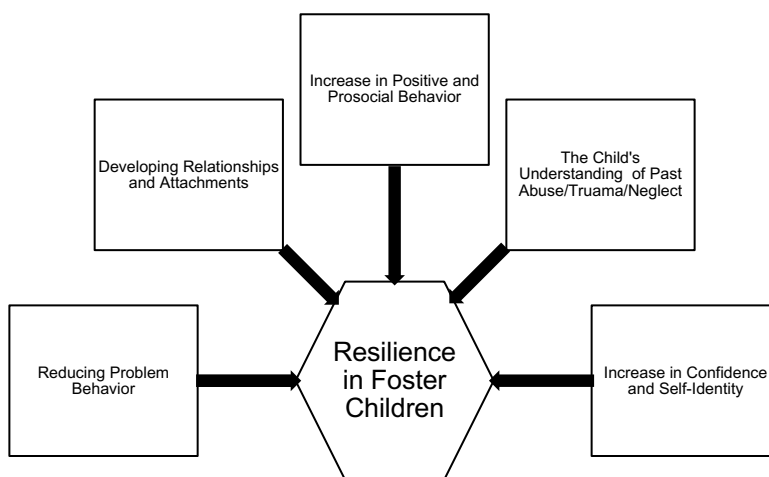 Increase in Positive and
Prosocial Behavior
Developing Relationships
and Attachments
The Child's
Understanding of Past
Abuse/Truama/Neglect
Reducing Problem
Behavior
Resilience
in Foster
Children
Increase in Confidence
and Self-Identity